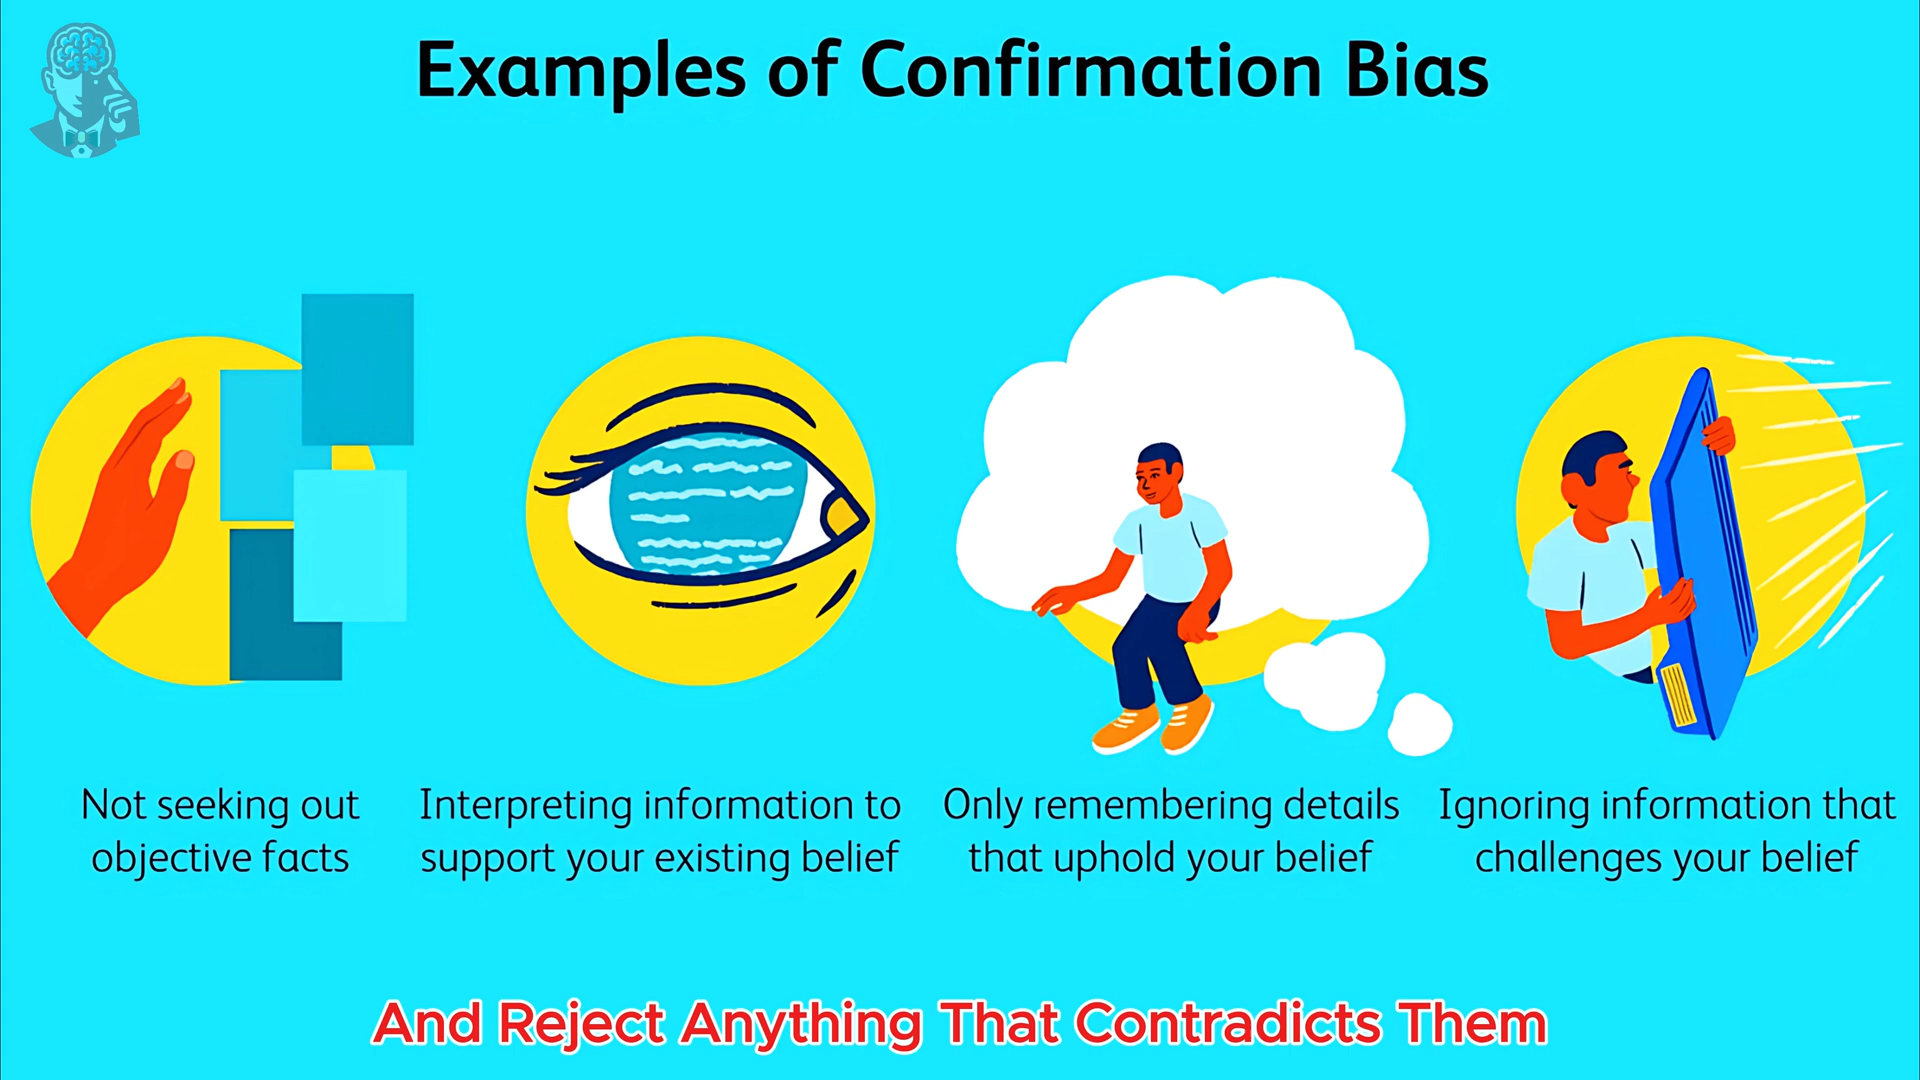 Examples of Confirmation Bias
Not seeking out
objective facts
Interpreting information to
support your existing belief
Only remembering details
that uphold your belief
Ignoring information that
challenges your belief
And Reject Anything That Contradicts Them